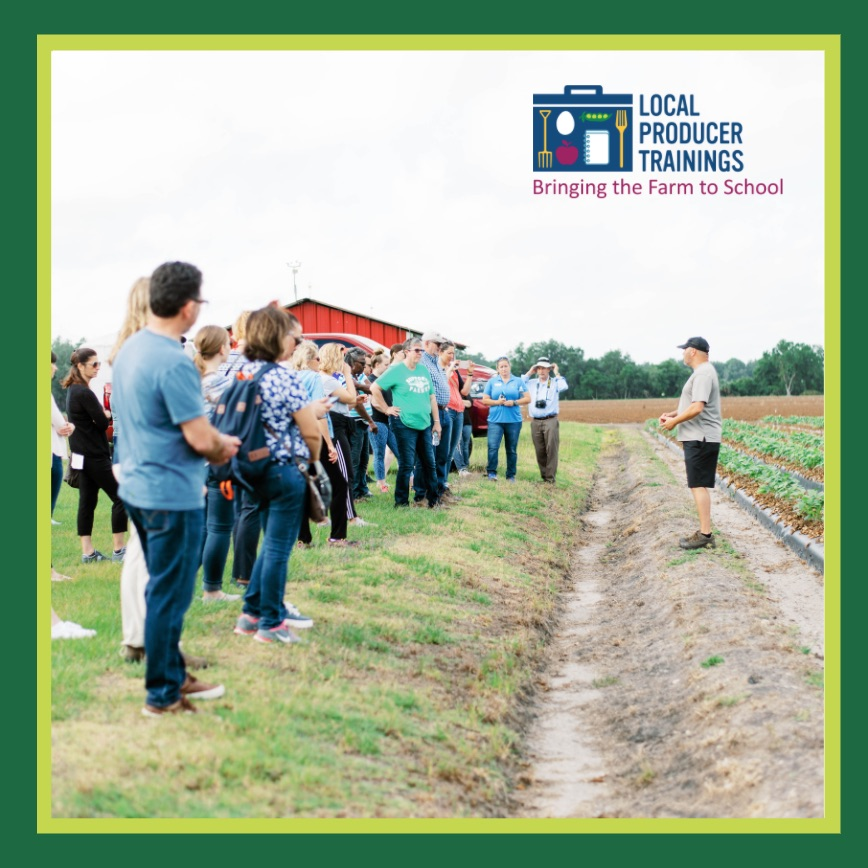 LOCAL
PRODUCER
TRAININGS
Bringing the Farm to School